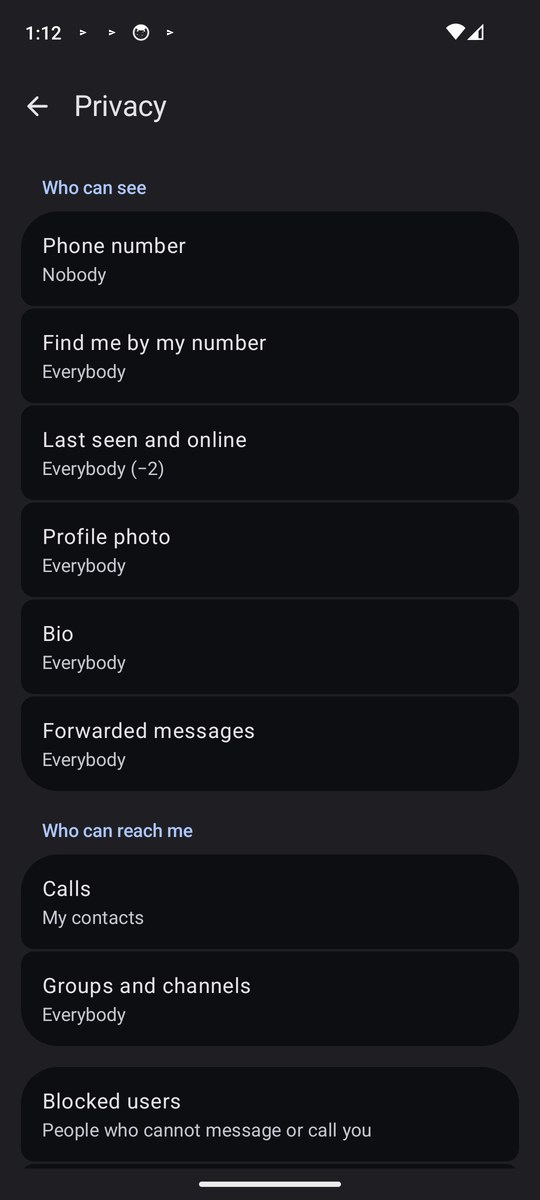 1:12
Privacy
Who can see
Phone number
Nobody
Find me by my number
Everybody
Last seen and online
Everybody (−2)
Profile photo
Everybody
Bio
Everybody
Forwarded messages
Everybody
Who can reach me
Calls
My contacts
Groups and channels
Everybody
Blocked users
People who cannot message or call you